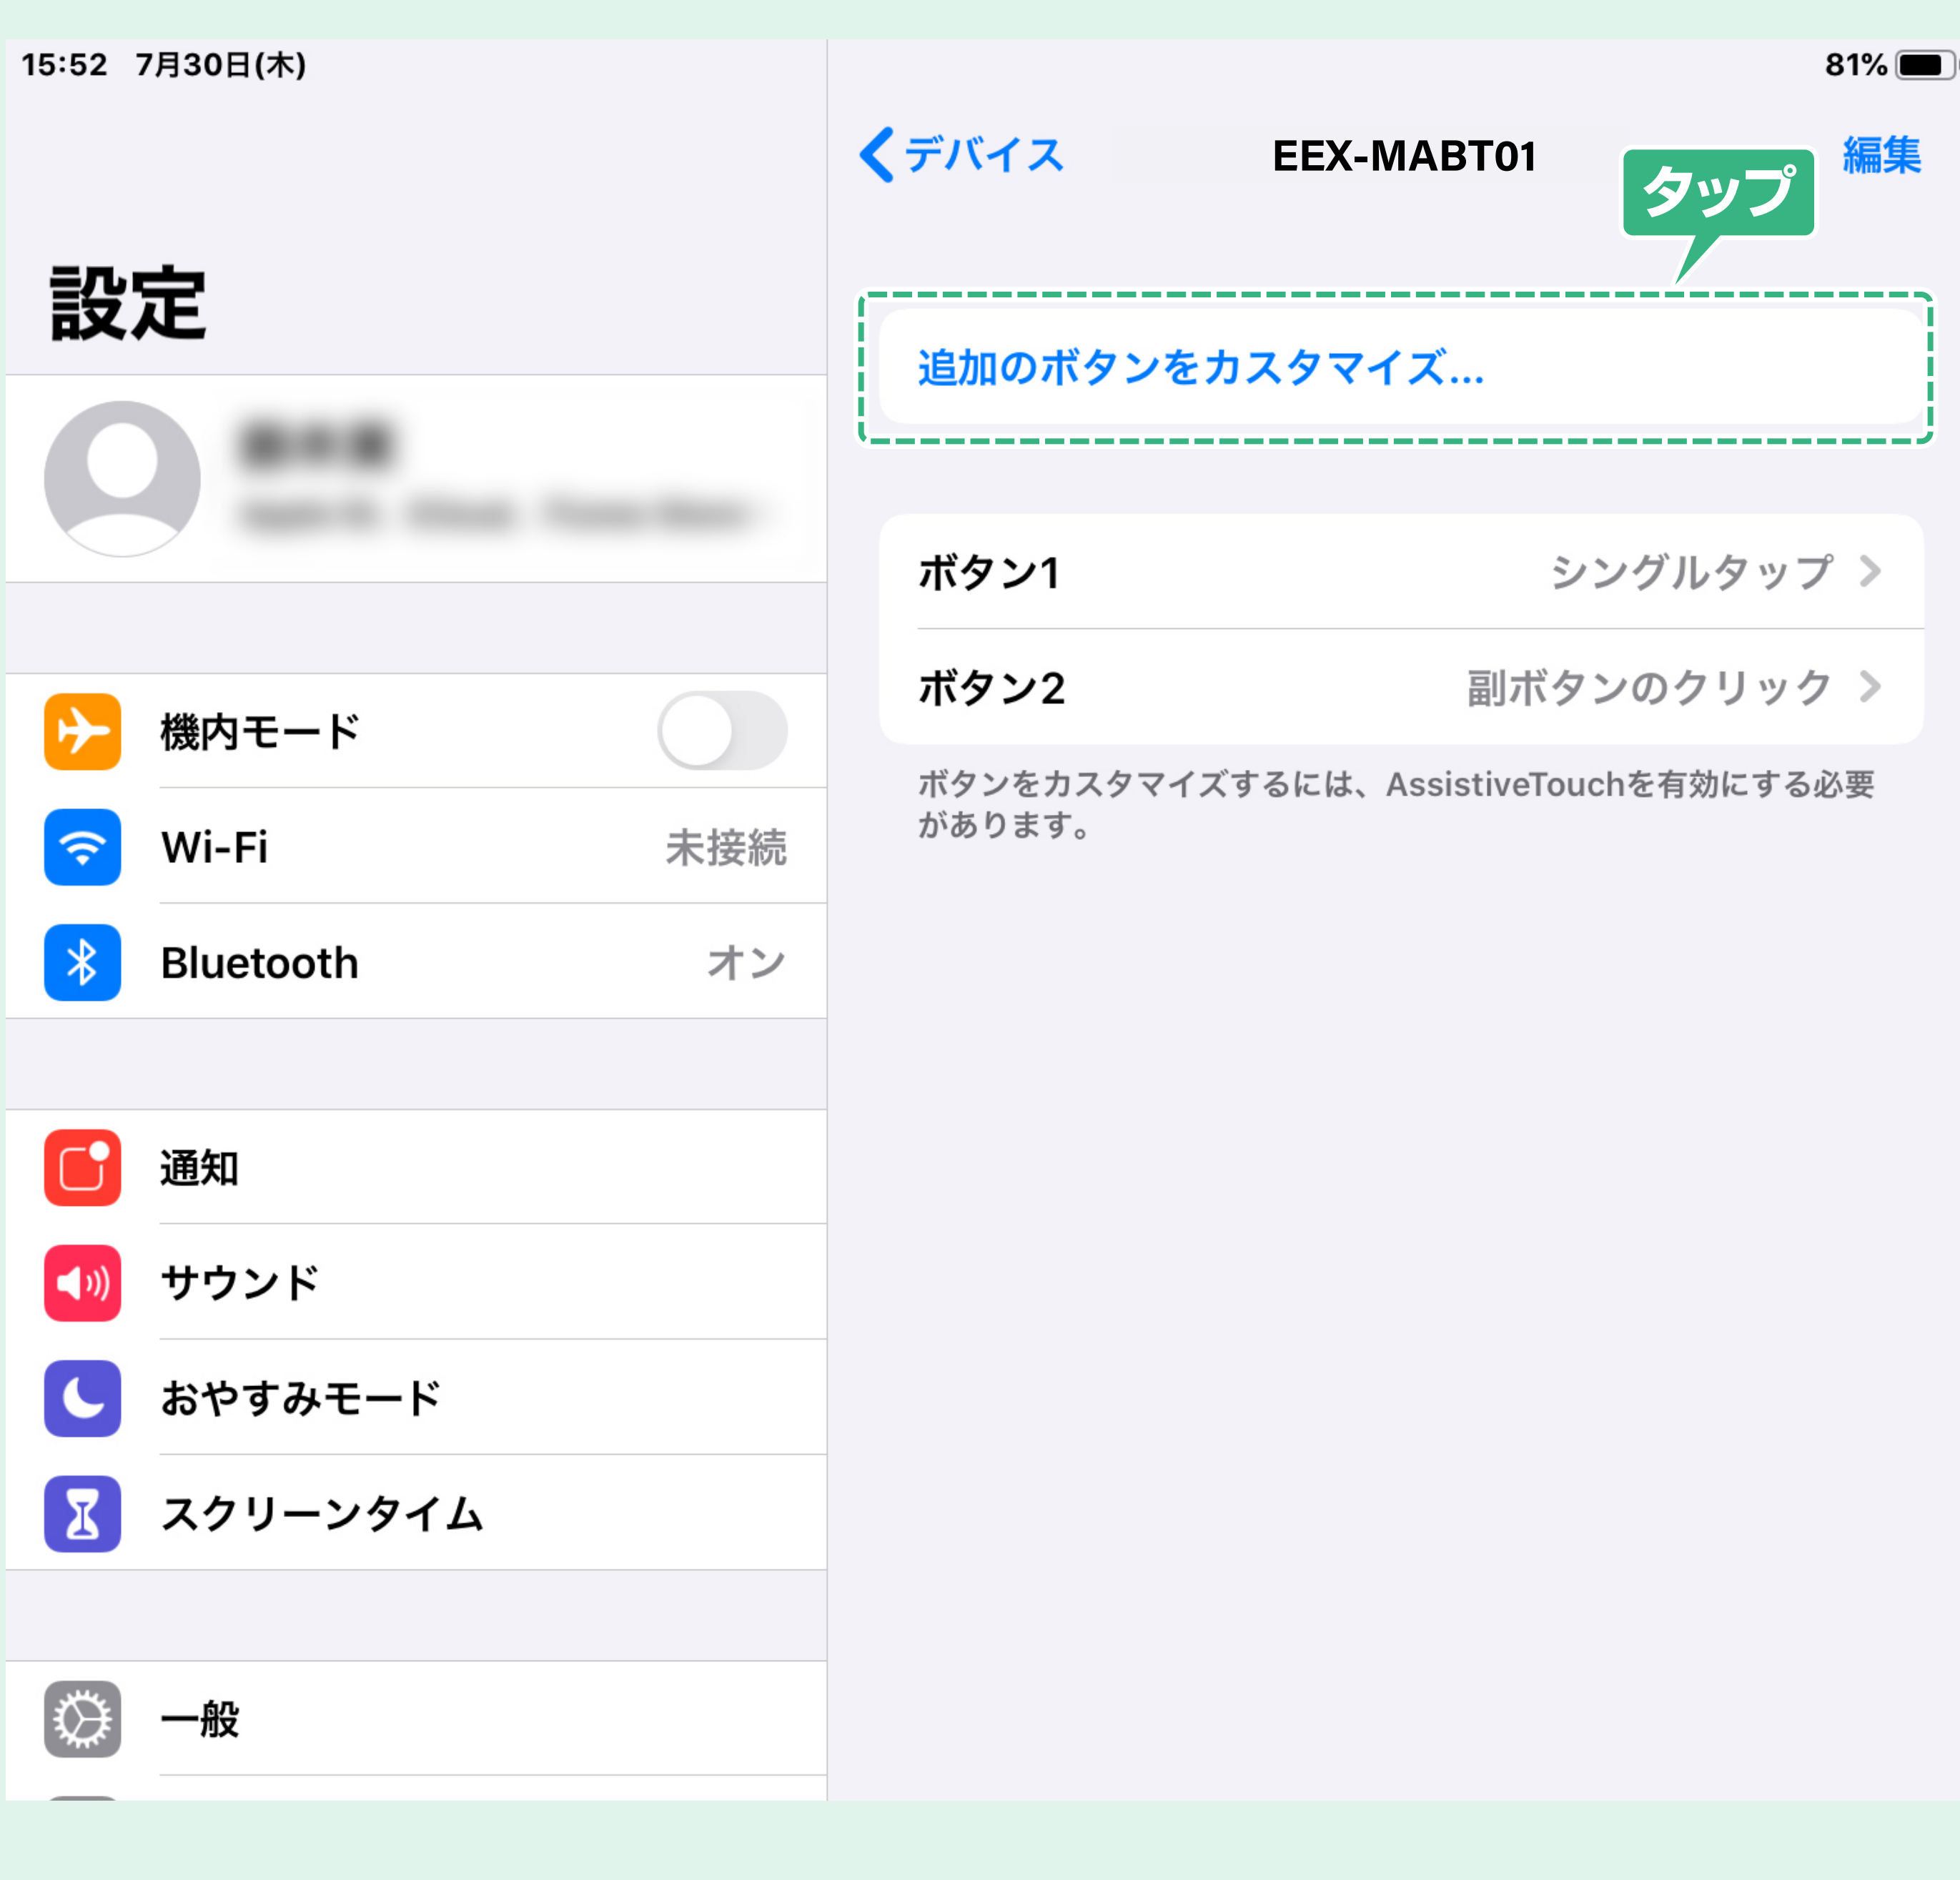 15:52 7月30日(木)
81%
設定
機内モード
Wi-Fi 未接続
Bluetooth オン
通知
サウンド
おやすみモード
スクリーンタイム
一般
デバイス
EEX-MABT01
編集
タップ
追加のボタンをカスタマイズ...
ボタン1 シングルタップ
ボタン2 副ボタンのクリック
ボタンをカスタマイズするには、AssistiveTouchを有効にする必要
があります。